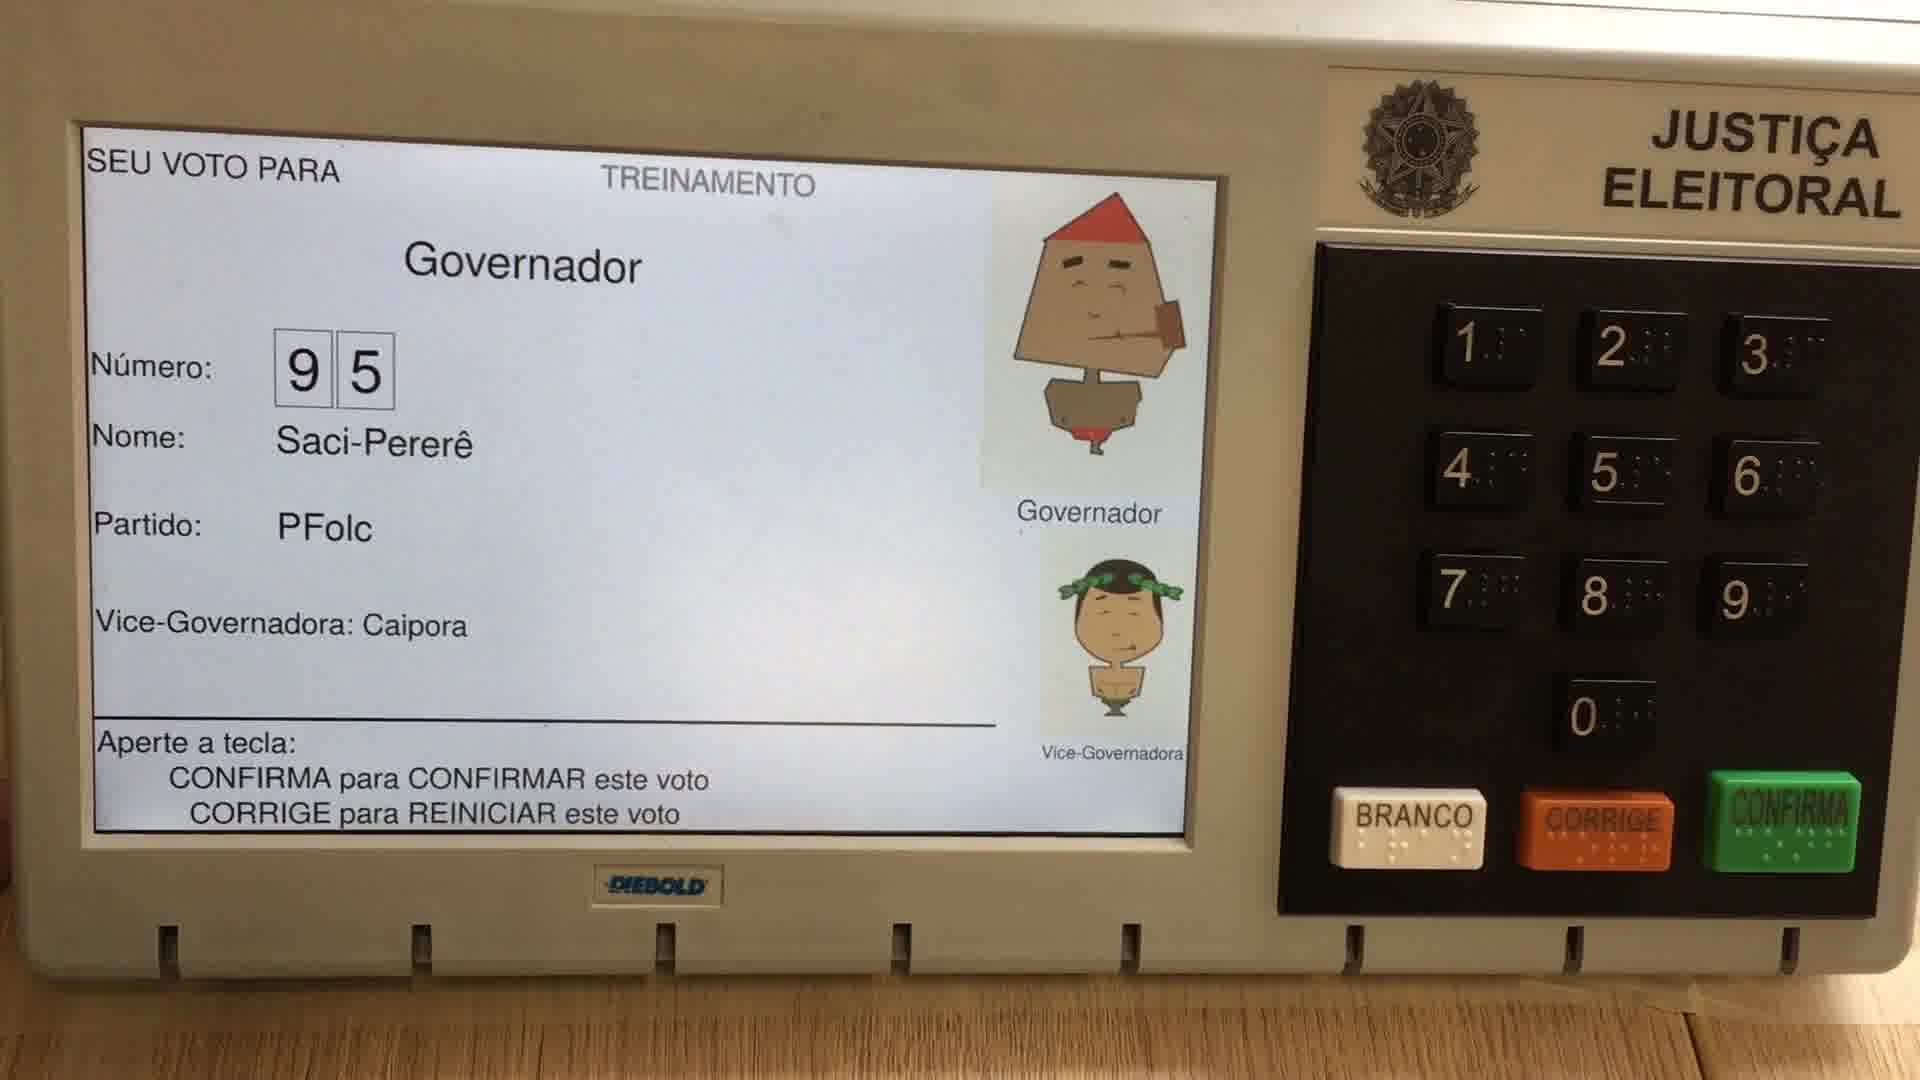 SEU VOTO PARA
TREINAMENTO
Governador
Número: 9 5
Nome: Saci-Pererê
Partido: PFolc
Vice-Governadora: Caipora
Governador
Vice-Governadora
Aperte a tecla:
CONFIRMA para CONFIRMAR este voto
CORRIGE para REINICIAR este voto
DIEBOLD
JUSTIÇA
ELEITORAL
1 2 3
4 5 6
7 8 9
0
BRANCO CORRIGE CONFIRMA